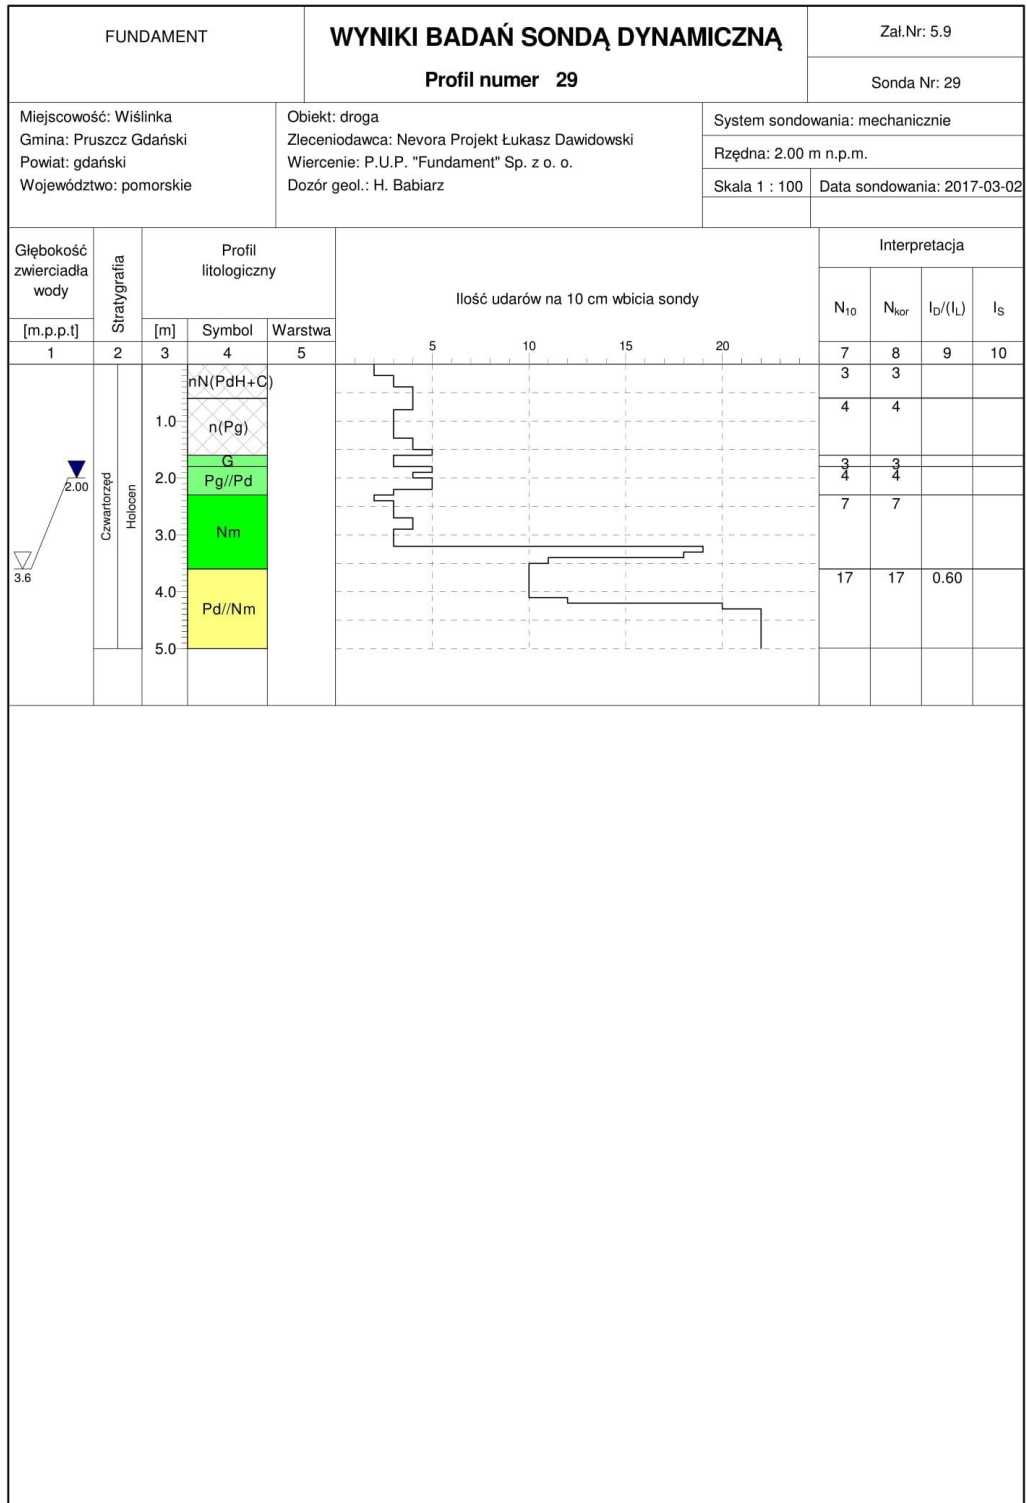 FUNDAMENT
WYNIKI BADAŃ SONDĄ DYNAMICZNĄ
Profil numer 29
Zał.Nr: 5.9
Sonda Nr: 29
Miejscowość: Wiślinka
Gmina: Pruszcz Gdański
Powiat: gdański
Województwo: pomorskie
Obiekt: droga
Zleceniodawca: Nevora Projekt Łukasz Dawidowski
Wiercenie: P.U.P. "Fundament" Sp. z o. o.
Dozór geol.: H. Babiarz
System sondowania: mechanicznie
Rzędna: 2.00 m n.p.m.
Skala 1 : 100
Data sondowania: 2017-03-02
Głębokość
zwierciadła
wody
[m.p.p.t]
Stratygrafia
Profil
litologiczny
[m] Symbol Warstwa
Ilość udarów na 10 cm wbicia sondy
5 10 15 20
Interpretacja
N10 Nkor ID/(IL) IS
1 2 3 4 5 7 8 9 10
nN(PdH+C) 3 3
1.0 n(Pg) 4 4
G 3 3
2.0 Pg//Pd 4 4
2.00
Czwartorzęd
Holocen
3.0 Nm 7 7
3.6
4.0 Pd//Nm 17 17 0.60
5.0